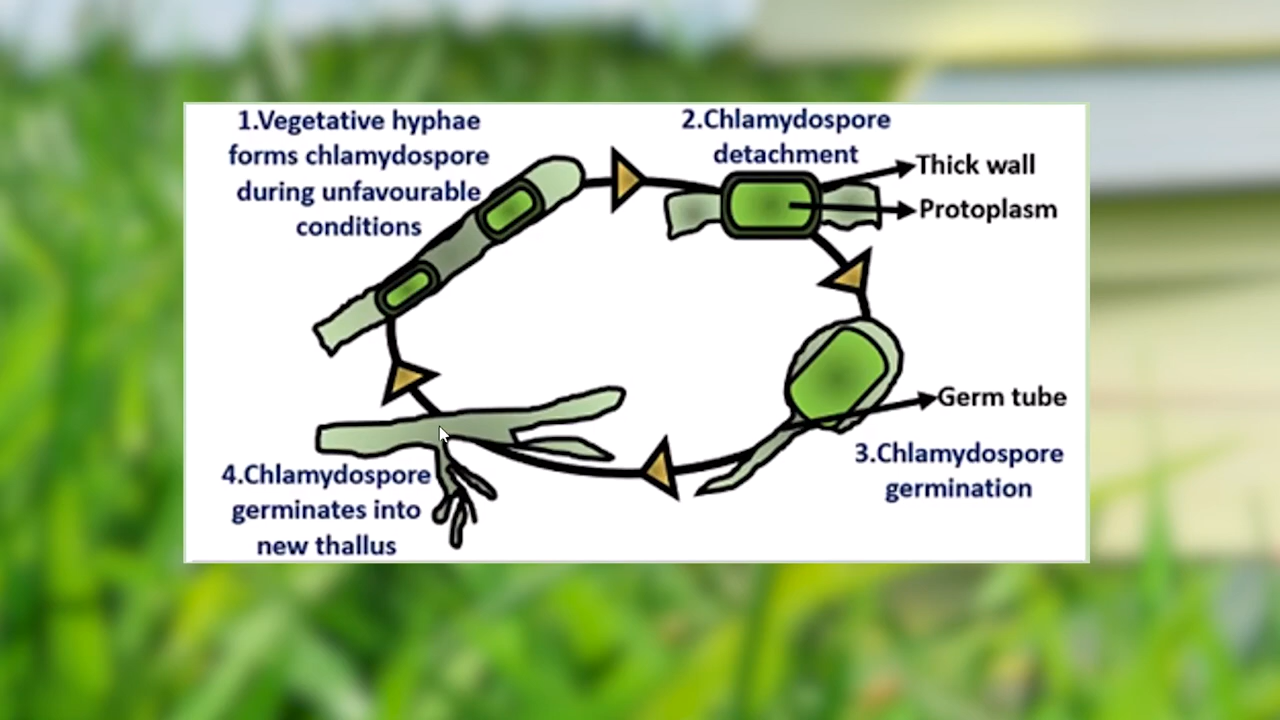 1.Vegetative hyphae
forms chlamydospore
during unfavourable
conditions
2.Chlamydospore
detachment
Thick wall
Protoplasm
Germ tube
3.Chlamydospore
germination
4.Chlamydospore
germinates into
new thallus